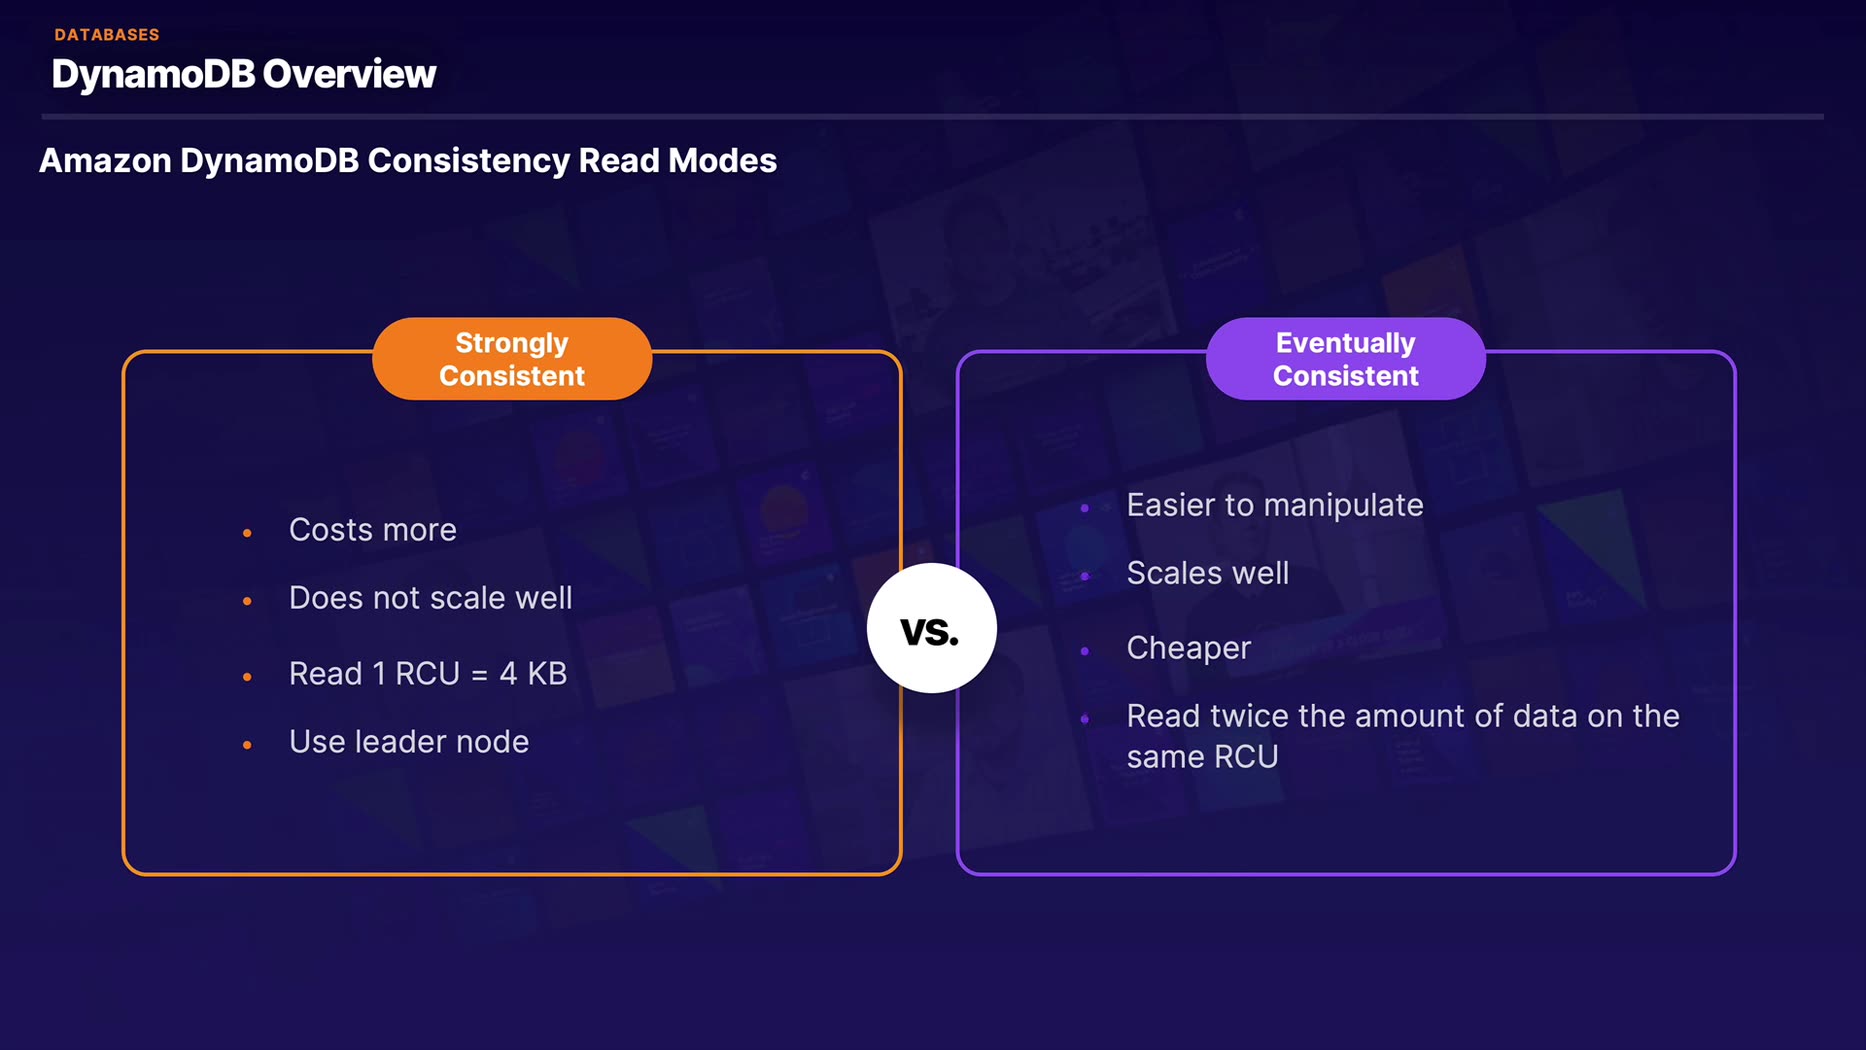 DATABASES
DynamoDB Overview
Amazon DynamoDB Consistency Read Modes
Strongly
Consistent
Costs more
Does not scale well
Read 1 RCU = 4 KB
Use leader node
vs.
Eventually
Consistent
Easier to manipulate
Scales well
Cheaper
Read twice the amount of data on the
same RCU